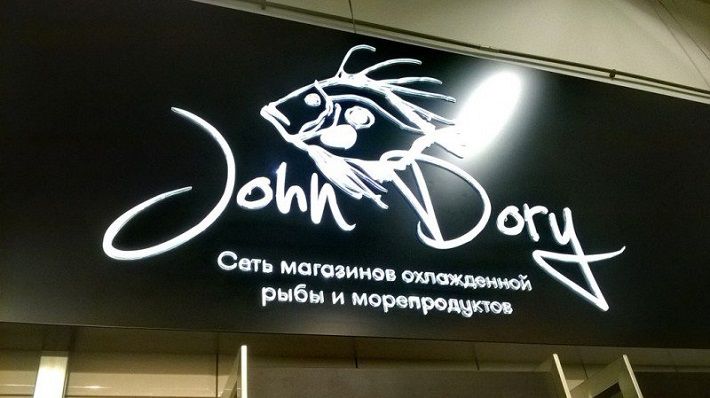 John Dory
Сеть магазинов охлажденной
рыбы и морепродуктов